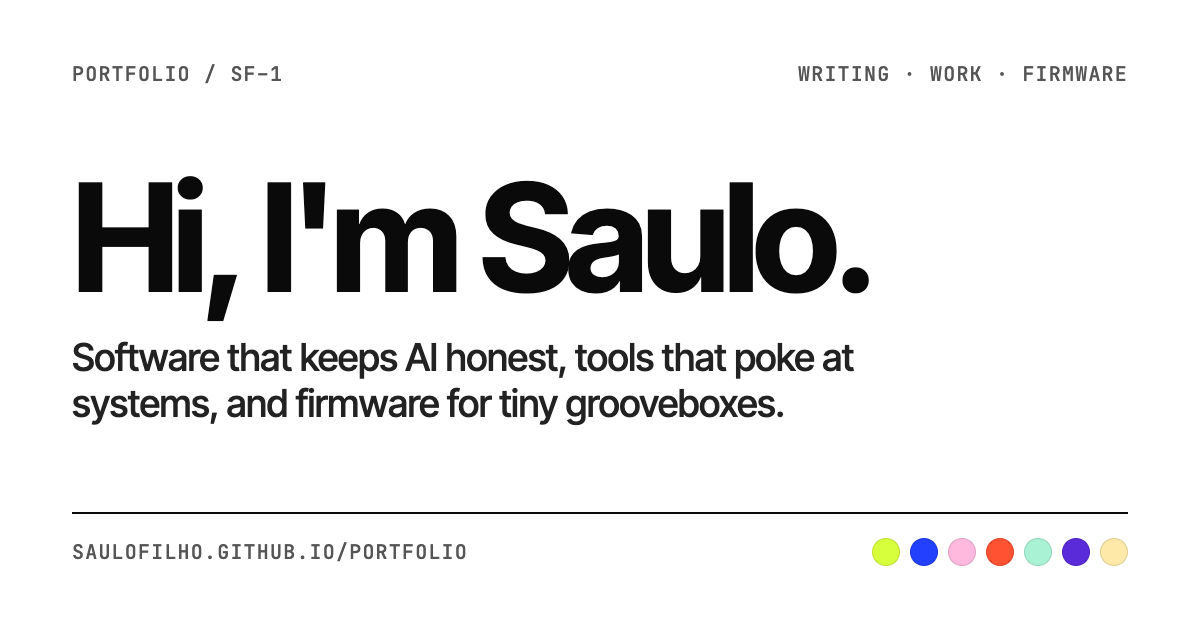 PORTFOLIO / SF-1
WRITING · WORK · FIRMWARE
Hi, I'm Saulo.
Software that keeps AI honest, tools that poke at
systems, and firmware for tiny grooveboxes.
SAULOFILHO.GITHUB.IO/PORTFOLIO